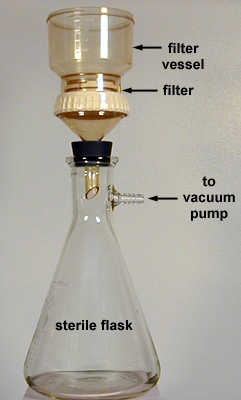 filter
vessel
filter
to
vacuum
pump
sterile flask